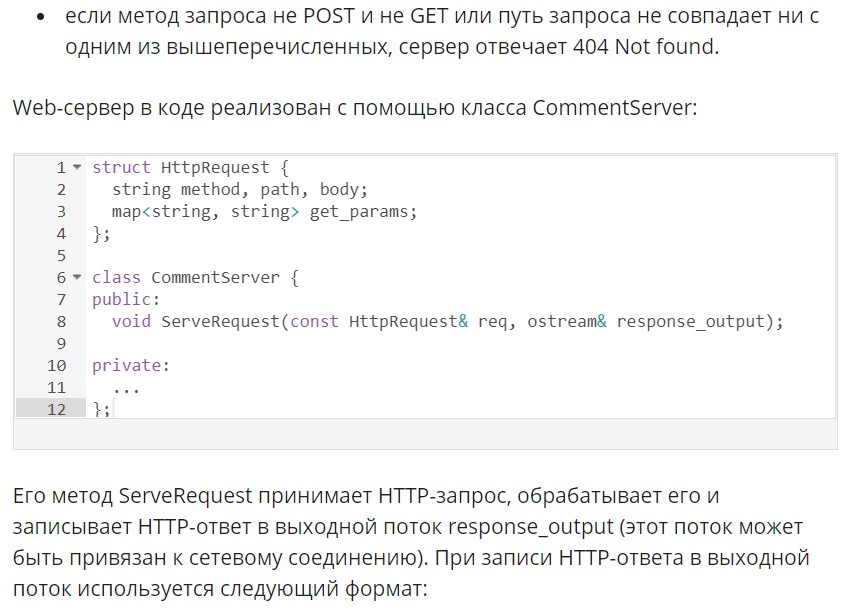 • если метод запроса не POST и не GET или путь запроса не совпадает ни с
одним из вышеперечисленных, сервер отвечает 404 Not found.
Web-сервер в коде реализован с помощью класса CommentServer:
1 struct HttpRequest {
2   string method, path, body;
3   map<string, string> get_params;
4 };
5
6 class CommentServer {
7 public:
8   void ServeRequest(const HttpRequest& req, ostream& response_output);
9
10 private:
11   ...
12 };
Его метод ServeRequest принимает HTTP-запрос, обрабатывает его и
записывает HTTP-ответ в выходной поток response_output (этот поток может
быть привязан к сетевому соединению). При записи HTTP-ответа в выходной
поток используется следующий формат: